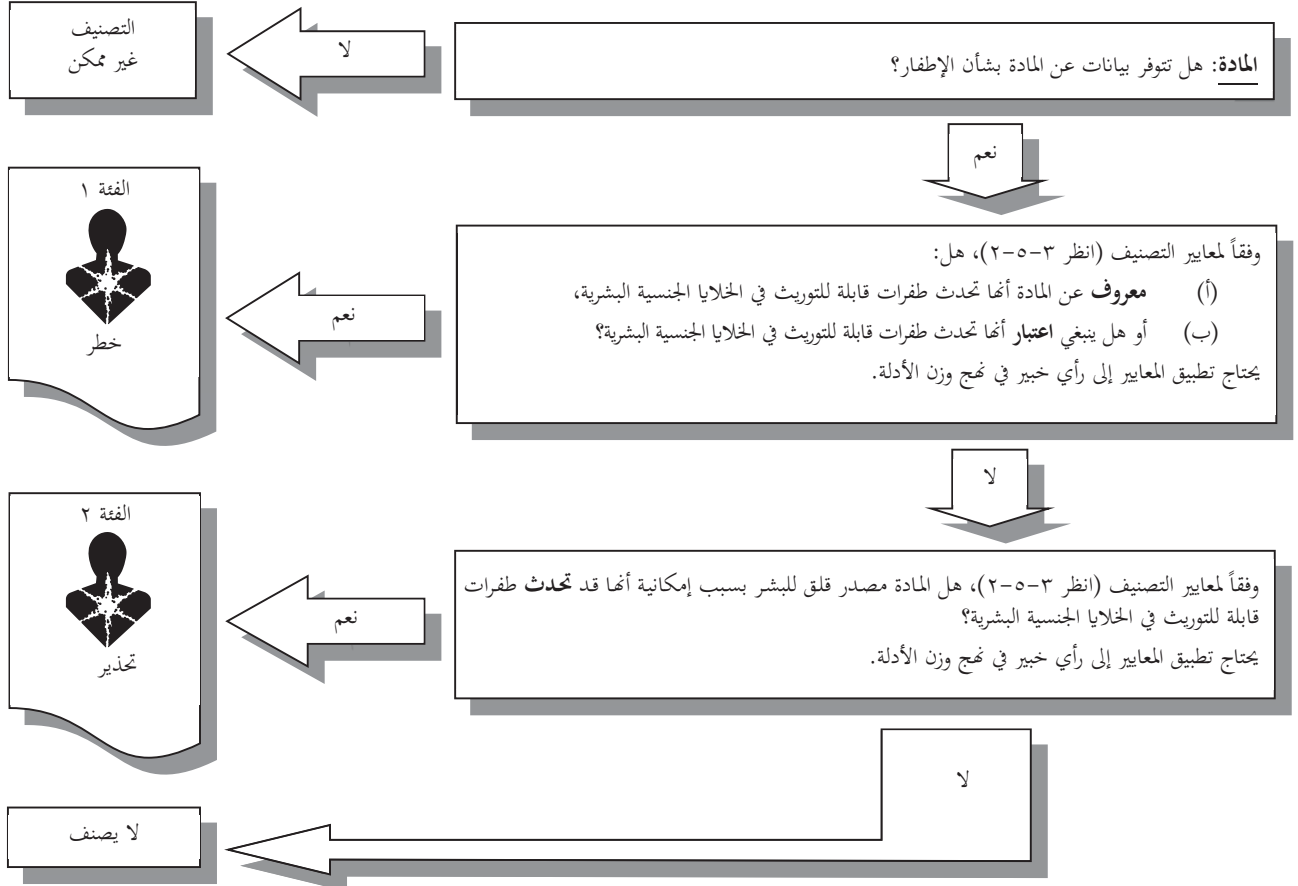 المادة: هل تتوفر بيانات عن المادة بشأن الإطفار؟
لا
التصنيف
غير ممكن
نعم
وفقاً لمعايير التصنيف (انظر ٣-٥-٢)، هل:
(أ) معروف عن المادة أنها تحدث طفرات قابلة للتوريث في الخلايا الجنسية البشرية،
(ب) أو هل ينبغي اعتبار أنها تحدث طفرات قابلة للتوريث في الخلايا الجنسية البشرية؟
يحتاج تطبيق المعايير إلى رأي خبير في نهج وزن الأدلة.
نعم
الفئة ١
خطر
لا
وفقاً لمعايير التصنيف (انظر ٣-٥-٢)، هل المادة مصدر قلق للبشر بسبب إمكانية أنها قد تحدث طفرات
قابلة للتوريث في الخلايا الجنسية البشرية؟
يحتاج تطبيق المعايير إلى رأي خبير في نهج وزن الأدلة.
نعم
الفئة ٢
تحذير
لا
لا يصنف